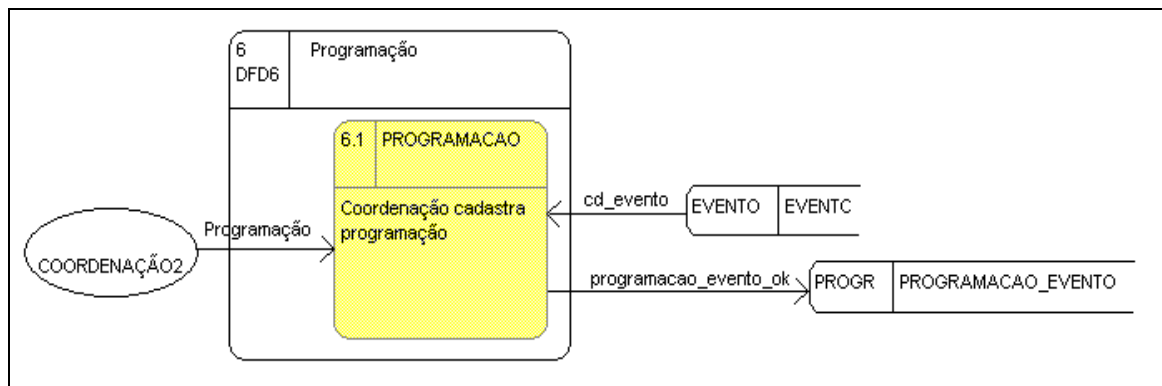 6
DFD6
Programação
6.1
PROGRAMACAO
Coordenação cadastra
programação
COORDENAÇÃO2
Programação
cd_evento
EVENTO
EVENTC
programacao_evento_ok
PROGR
PROGRAMACAO_EVENTO